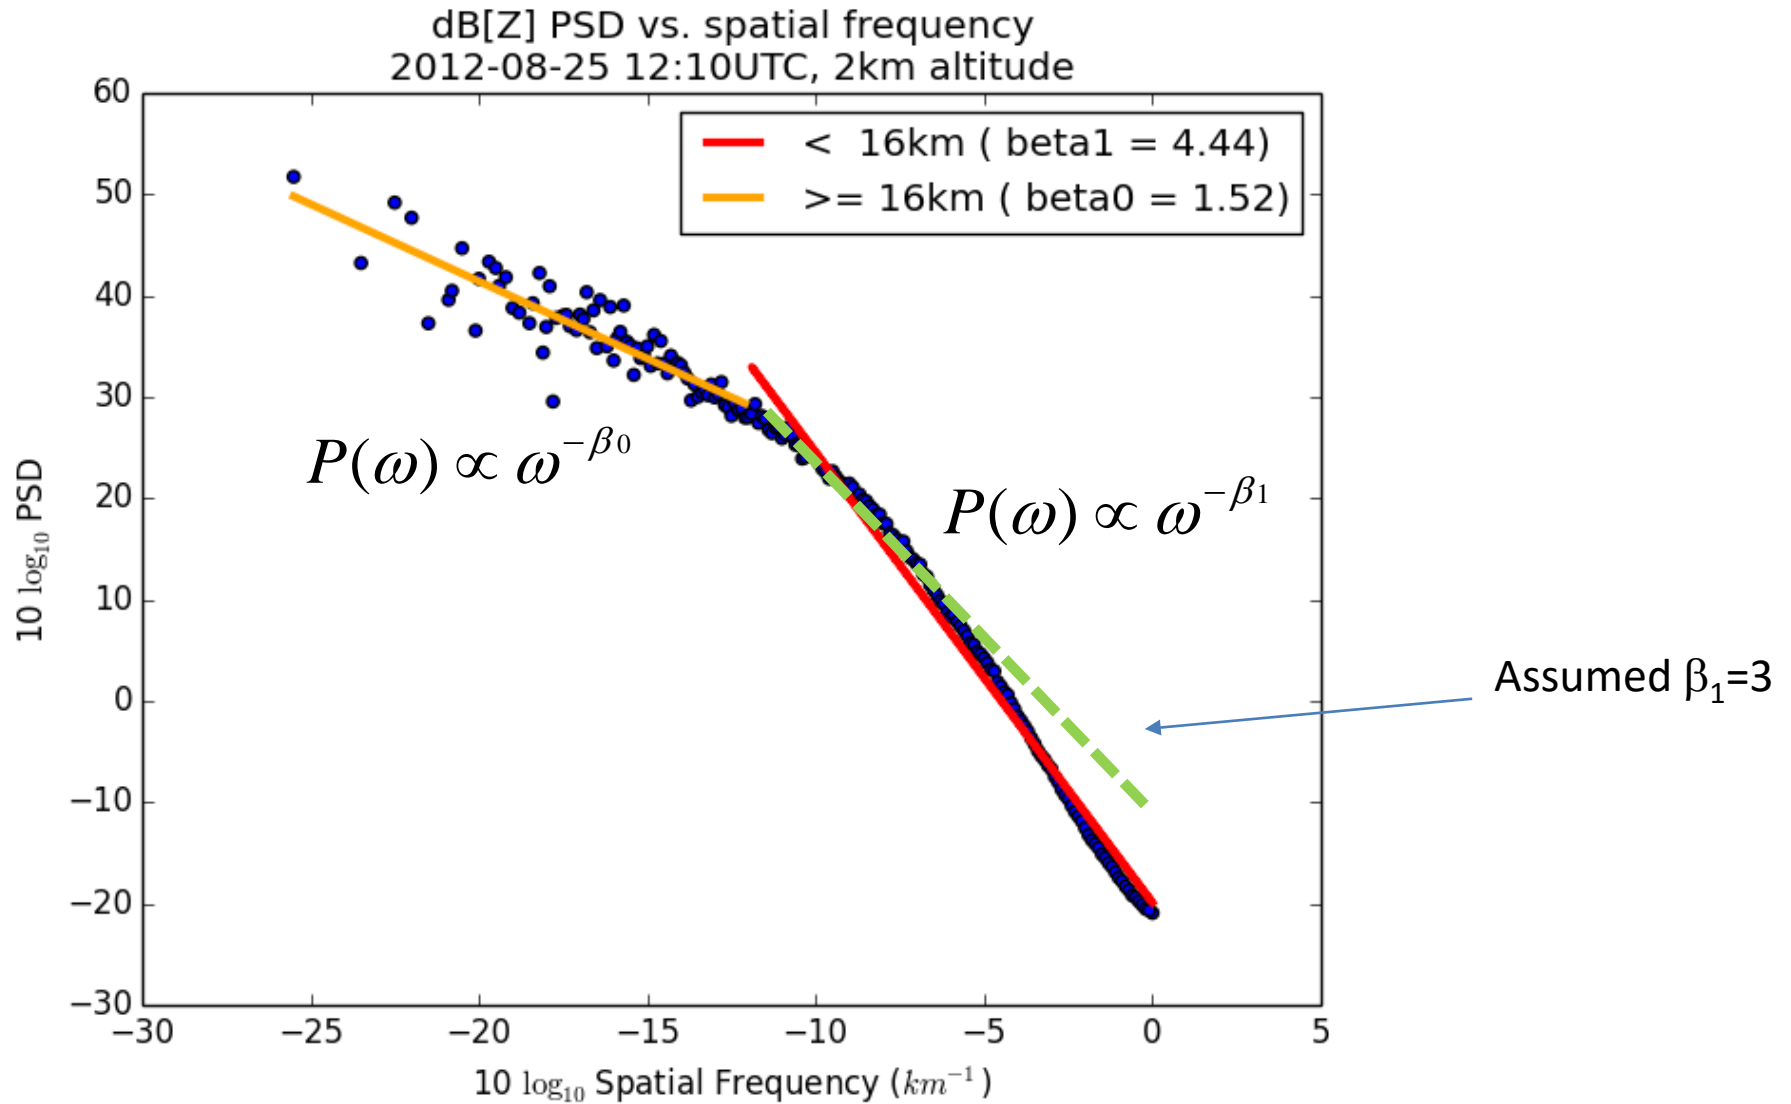 dB[Z] PSD vs. spatial frequency
2012-08-25 12:10UTC, 2km altitude
60
50
40
30
20
10
0
−10
−20
−30
10 log₁₀ PSD
< 16km ( beta1 = 4.44)
>= 16km ( beta0 = 1.52)
P(ω) ∝ ω^−β₀
P(ω) ∝ ω^−β₁
Assumed β₁=3
−30 −25 −20 −15 −10 −5 0 5
10 log₁₀ Spatial Frequency (km⁻¹)